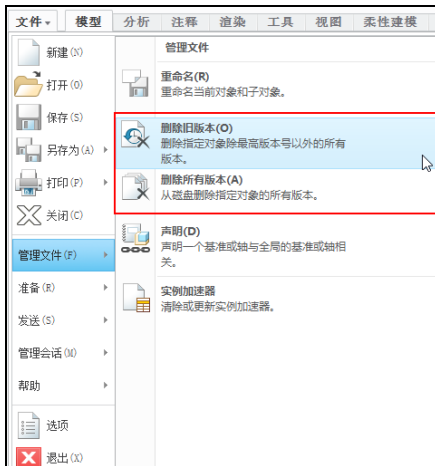 文件 模型 分析 注释 渲染 工具 视图 柔性建模
新建(N)
打开(O)
保存(S)
另存为(A)
打印(P)
关闭(C)
管理文件(F)
准备(R)
发送(S)
管理会话(M)
帮助
选项
退出(X)
管理文件
重命名(R)
重命名当前对象和子对象。
删除旧版本(O)
删除指定对象除最高版本号以外的所有
版本。
删除所有版本(A)
从磁盘删除指定对象的所有版本。
声明(D)
声明一个基准或轴与全局的基准或轴相
关。
实例加速器
清除或更新实例加速器。